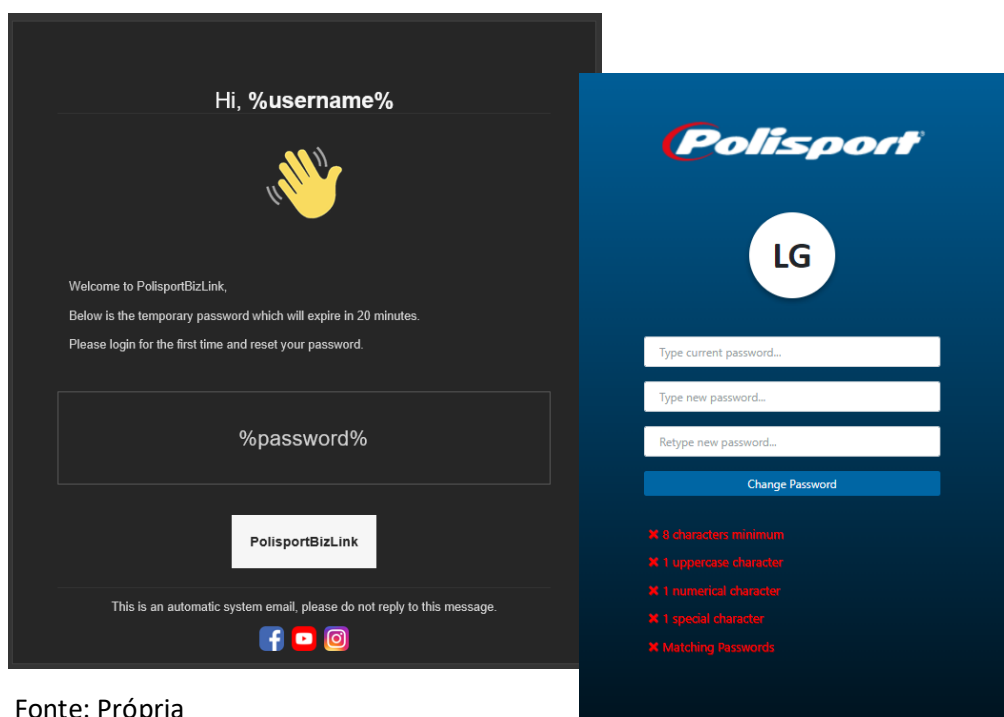 Hi, %username%
Welcome to PolisportBizLink,
Below is the temporary password which will expire in 20 minutes.
Please login for the first time and reset your password.
%password%
PolisportBizLink
This is an automatic system email, please do not reply to this message.
Polisport
LG
Type current password...
Type new password...
Retype new password...
Change Password
✖ 8 characters minimum
✖ 1 uppercase character
✖ 1 numerical character
✖ 1 special character
✖ Matching Passwords
Fonte: Própria